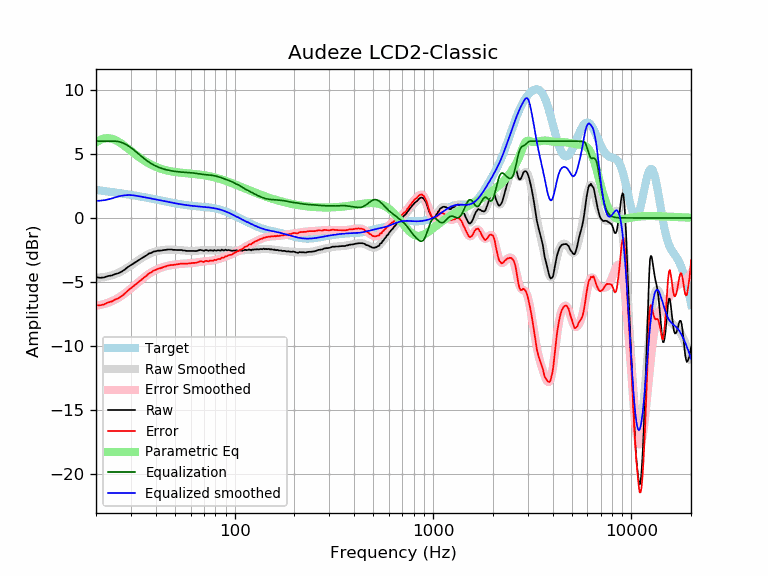 Audeze LCD2-Classic
Amplitude (dBr)
10
5
0
−5
−10
−15
−20
Target
Raw Smoothed
Error Smoothed
Raw
Error
Parametric Eq
Equalization
Equalized smoothed
100
1000
10000
Frequency (Hz)